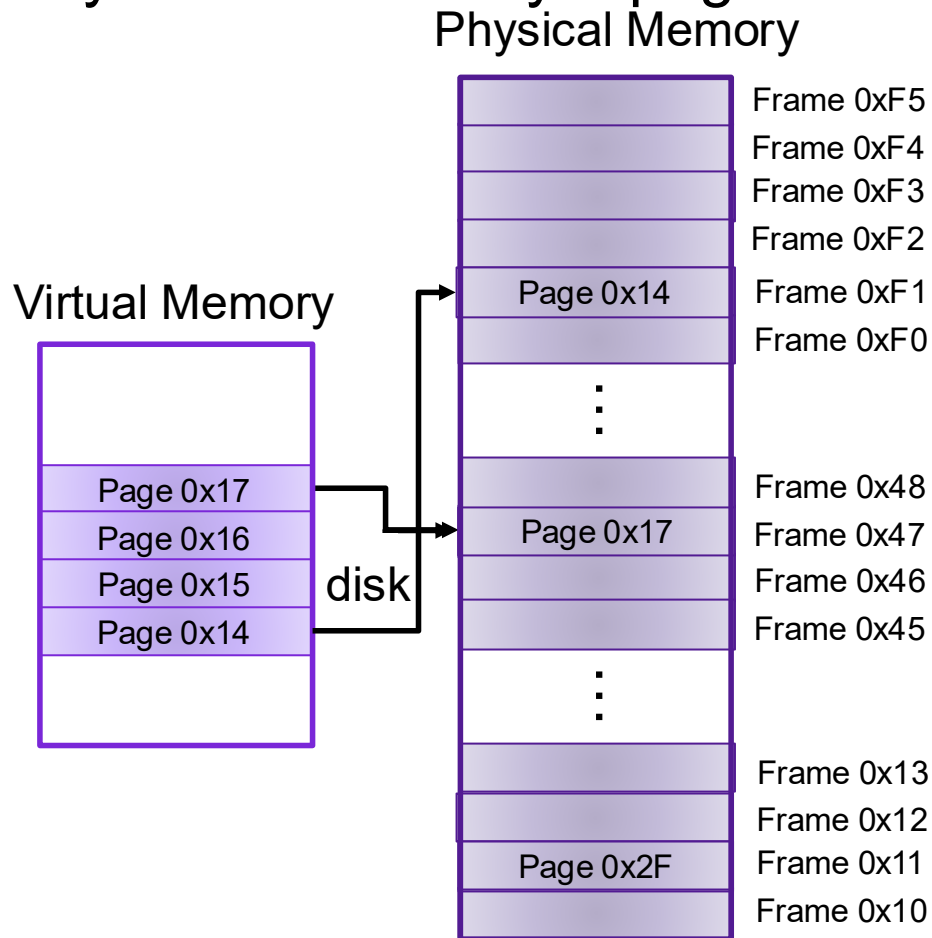 Physical Memory
Frame 0xF5
Frame 0xF4
Frame 0xF3
Frame 0xF2
Page 0x14 Frame 0xF1
Frame 0xF0
Virtual Memory
Page 0x17
Page 0x16
Page 0x15
Page 0x14
disk
Frame 0x48
Page 0x17 Frame 0x47
Frame 0x46
Frame 0x45
Frame 0x13
Frame 0x12
Page 0x2F Frame 0x11
Frame 0x10